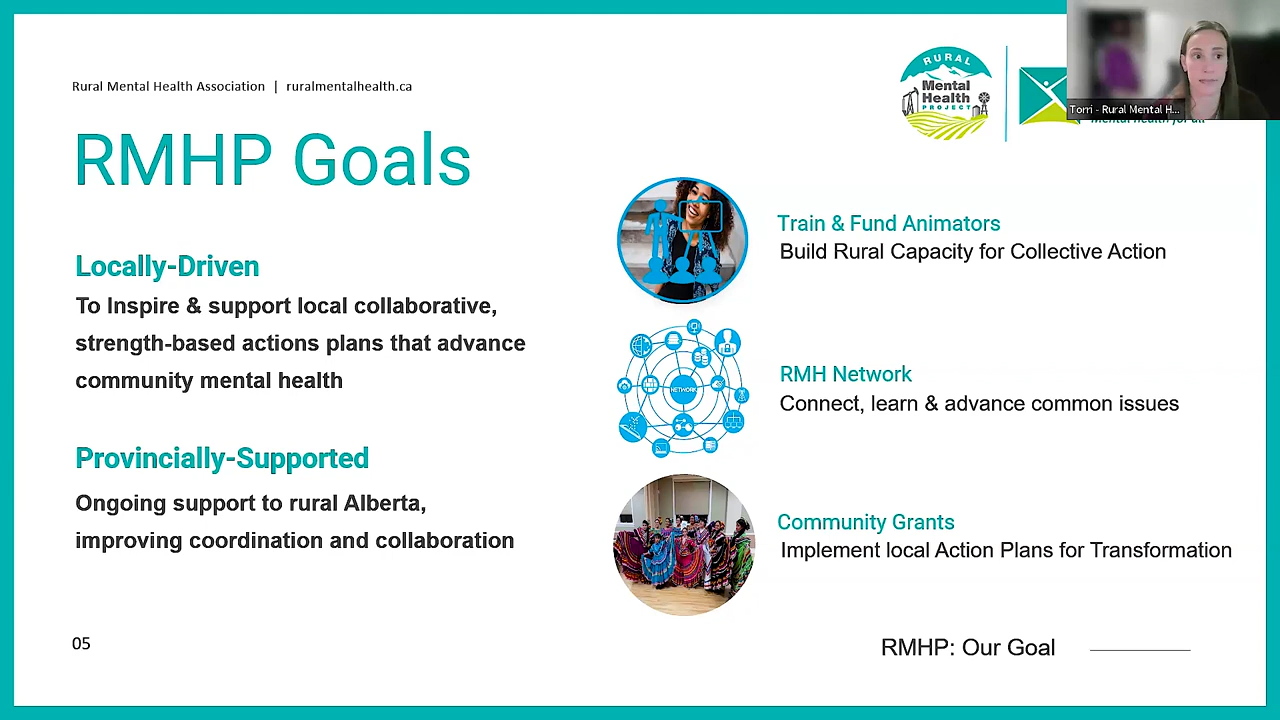 Rural Mental Health Association | ruralmentalhealth.ca
RURAL
Mental
Health
PROJECT
Torri - Rural Mental H...
RMHP Goals
Locally-Driven
To Inspire & support local collaborative,
strength-based actions plans that advance
community mental health
Provincially-Supported
Ongoing support to rural Alberta,
improving coordination and collaboration
Train & Fund Animators
Build Rural Capacity for Collective Action
NETWORK
RMH Network
Connect, learn & advance common issues
Community Grants
Implement local Action Plans for Transformation
05
RMHP: Our Goal